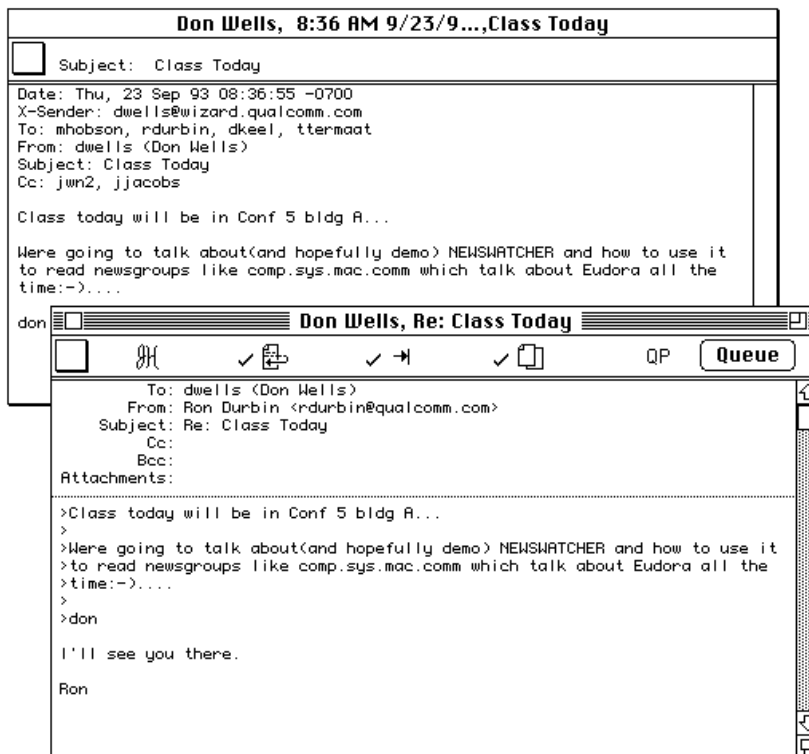 Don Wells,  8:36 AM 9/23/9...,Class Today
Subject:  Class Today
Date: Thu, 23 Sep 93 08:36:55 -0700
X-Sender: dwells@wizard.qualcomm.com
To: mhobson, rdurbin, dkeel, ttermaat
From: dwells (Don Wells)
Subject: Class Today
Cc: jwn2, jjacobs
Class today will be in Conf 5 bldg A...
Were going to talk about(and hopefully demo) NEWSWATCHER and how to use it
to read newsgroups like comp.sys.mac.comm which talk about Eudora all the
time:-)....
don
Don Wells, Re: Class Today
QP Queue
To: dwells (Don Wells)
From: Ron Durbin <rdurbin@qualcomm.com>
Subject: Re: Class Today
Cc:
Bcc:
Attachments:
>Class today will be in Conf 5 bldg A...
>
>Were going to talk about(and hopefully demo) NEWSWATCHER and how to use it
>to read newsgroups like comp.sys.mac.comm which talk about Eudora all the
>time:-)....
>
>don
I'll see you there.
Ron